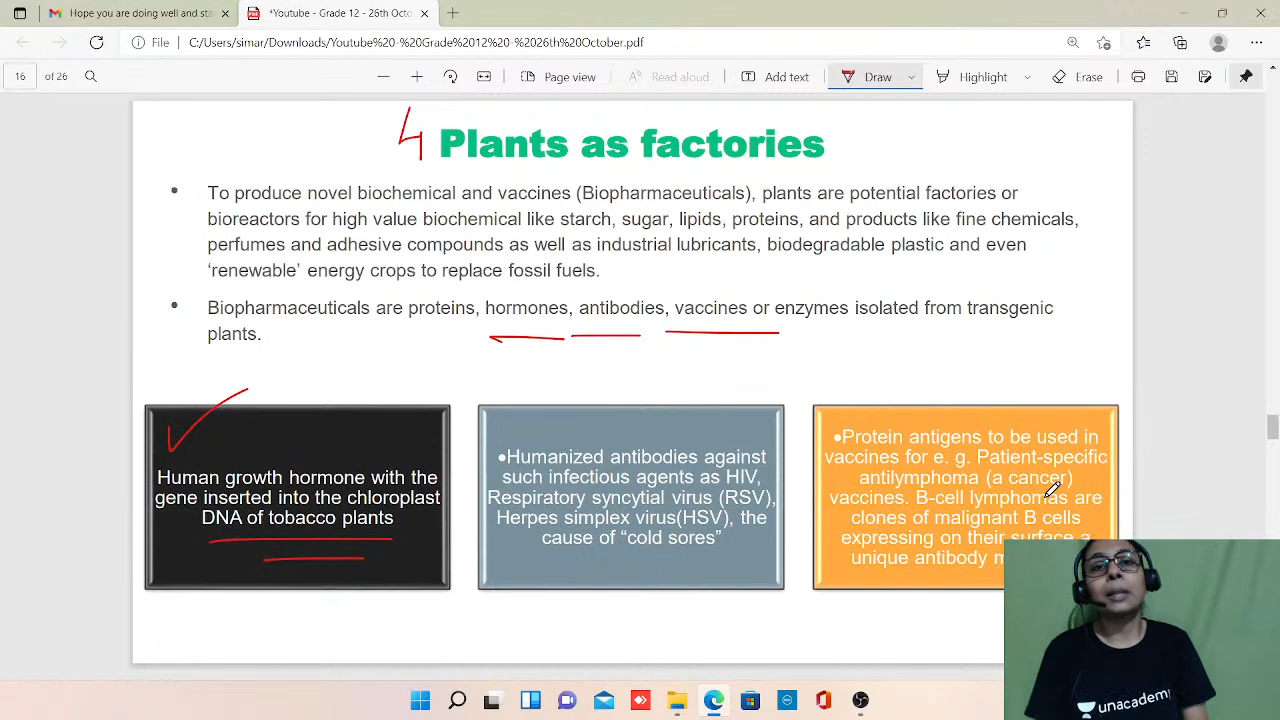 Hope you are doing well and sta
*Youtube - Grade 12 - 26th Octo
File
C:/Users/simar/Downloads/Youtube%20-%20Grade%2012%20-%2026th%20October.pdf
16 of 26
Page view
Read aloud
Add text
Draw
Highlight
Erase
4 Plants as factories
• To produce novel biochemical and vaccines (Biopharmaceuticals), plants are potential factories or
bioreactors for high value biochemical like starch, sugar, lipids, proteins, and products like fine chemicals,
perfumes and adhesive compounds as well as industrial lubricants, biodegradable plastic and even
‘renewable’ energy crops to replace fossil fuels.
• Biopharmaceuticals are proteins, hormones, antibodies, vaccines or enzymes isolated from transgenic
plants.
Human growth hormone with the
gene inserted into the chloroplast
DNA of tobacco plants
•Humanized antibodies against
such infectious agents as HIV,
Respiratory syncytial virus (RSV),
Herpes simplex virus(HSV), the
cause of “cold sores”
•Protein antigens to be used in
vaccines for e. g. Patient-specific
antilymphoma (a cancer)
vaccines. B-cell lymphomas are
clones of malignant B cells
expressing on their surface a
unique antibody
unacademy